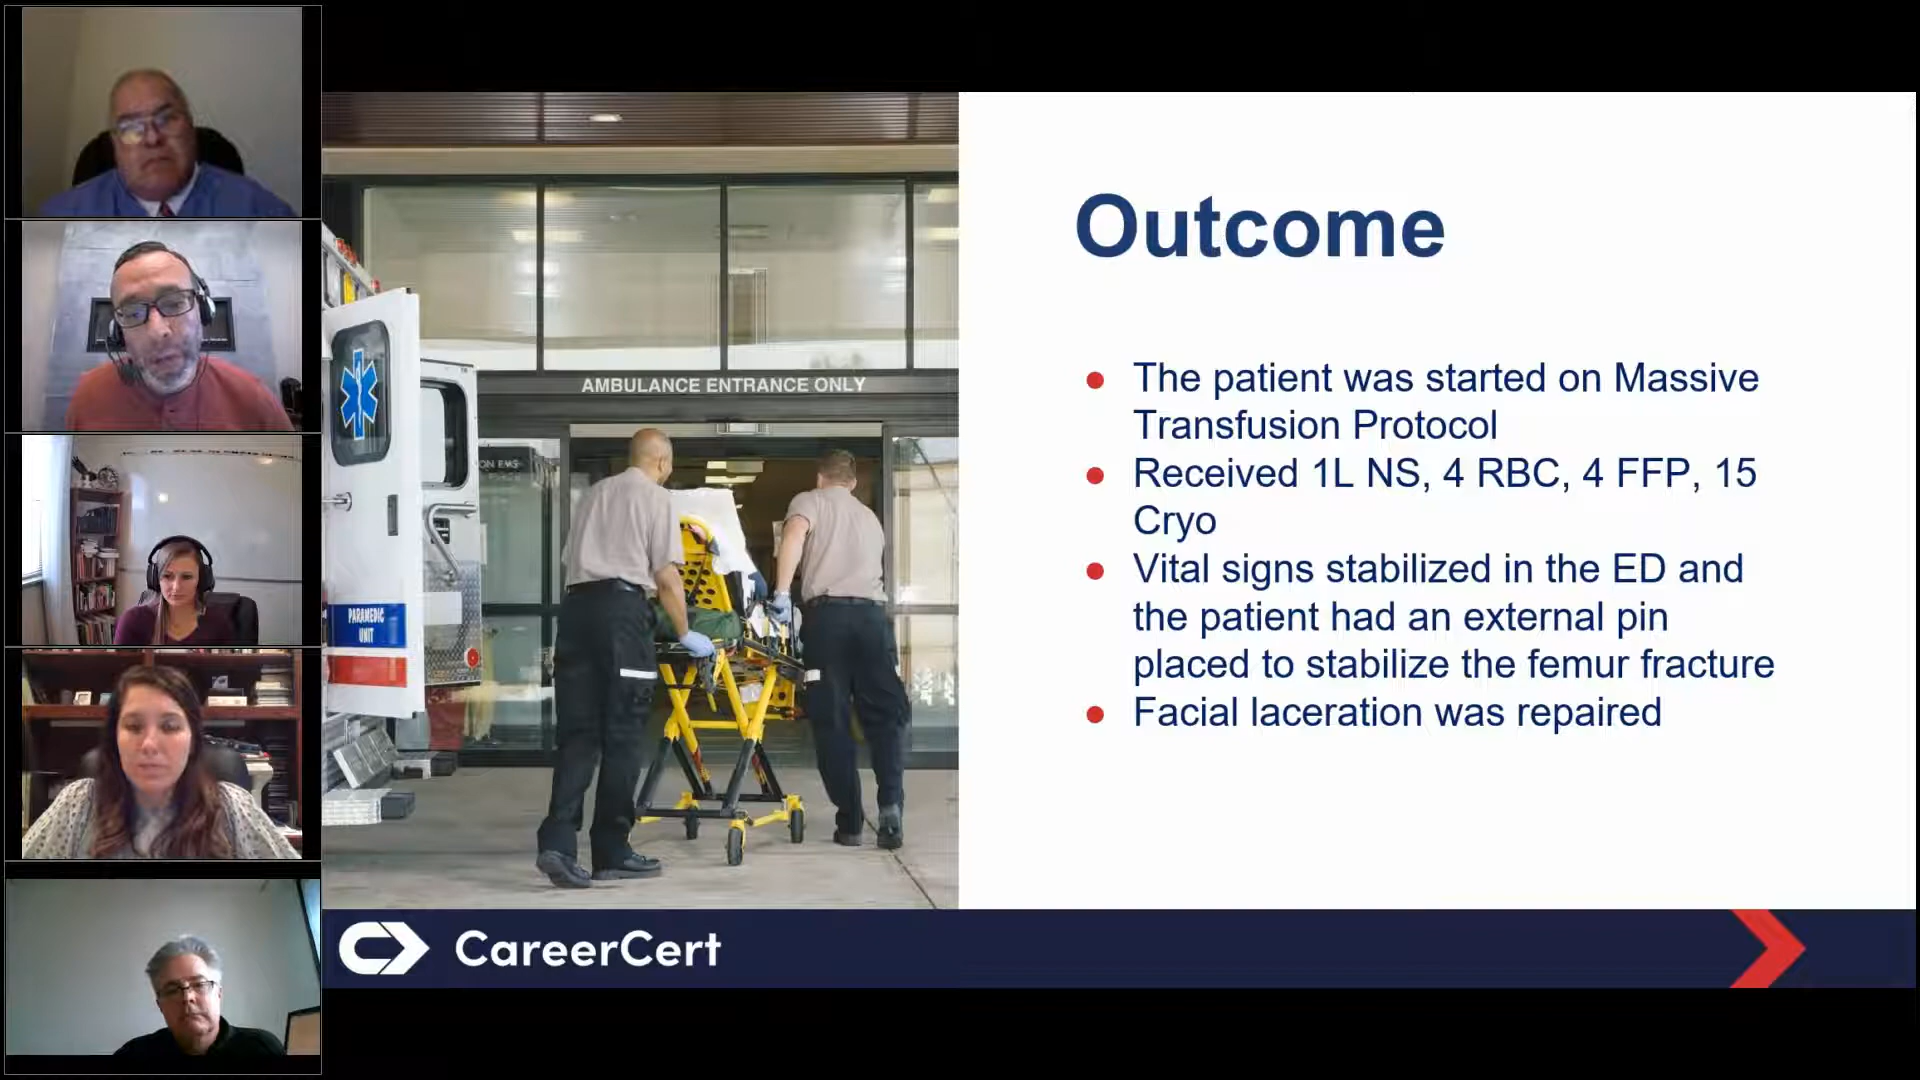 AMBULANCE ENTRANCE ONLY
PARAMEDIC
UNIT
Outcome
The patient was started on Massive
Transfusion Protocol
Received 1L NS, 4 RBC, 4 FFP, 15
Cryo
Vital signs stabilized in the ED and
the patient had an external pin
placed to stabilize the femur fracture
Facial laceration was repaired
CareerCert